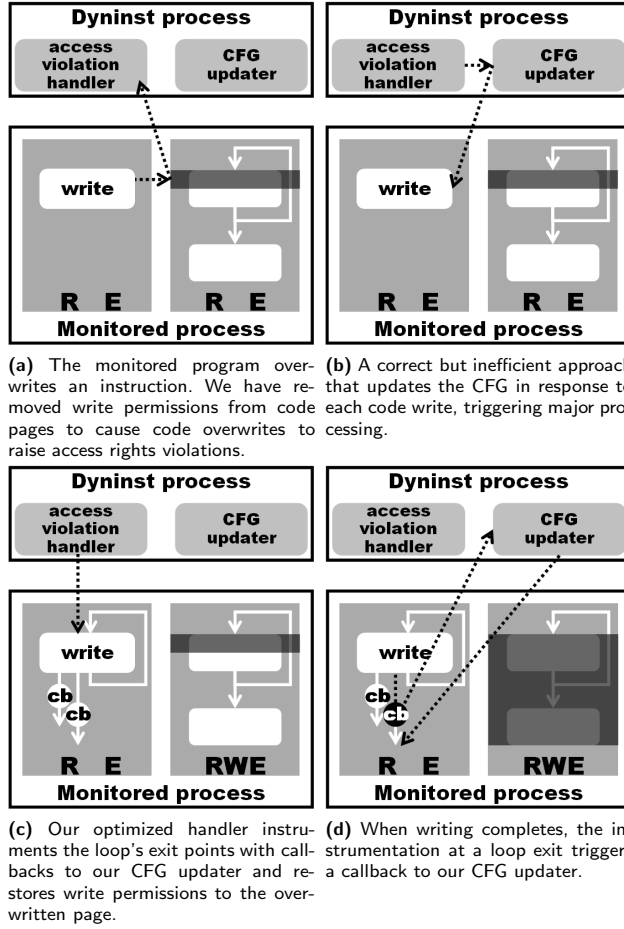 Dyninst process
access
violation
handler
CFG
updater
write
R E
R E
Monitored process
(a) The monitored program over-
writes an instruction. We have re-
moved write permissions from code
pages to cause code overwrites to
raise access rights violations.
Dyninst process
access
violation
handler
CFG
updater
write
R E
R E
Monitored process
(b) A correct but inefficient approach
that updates the CFG in response to
each code write, triggering major pro
cessing.
Dyninst process
access
violation
handler
CFG
updater
write
cb
cb
R E
RWE
Monitored process
(c) Our optimized handler instru-
ments the loop's exit points with call-
backs to our CFG updater and re-
stores write permissions to the over-
written page.
Dyninst process
access
violation
handler
CFG
updater
write
cb
cb
R E
RWE
Monitored process
(d) When writing completes, the in
strumentation at a loop exit trigger
a callback to our CFG updater.